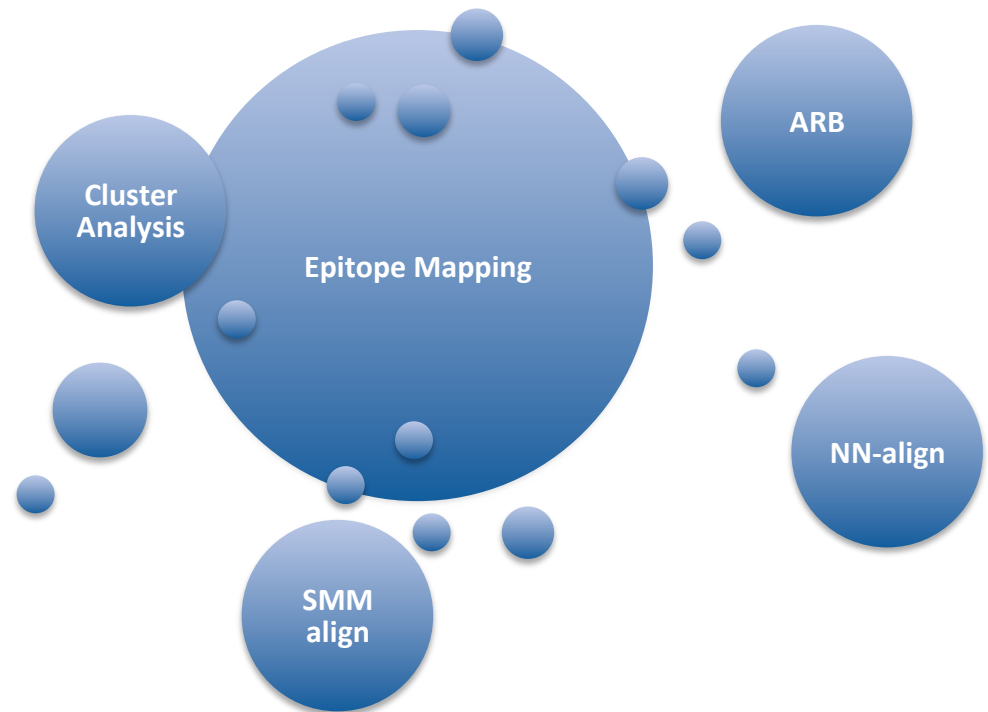 ARB
Cluster
Analysis
Epitope Mapping
NN-align
SMM
align